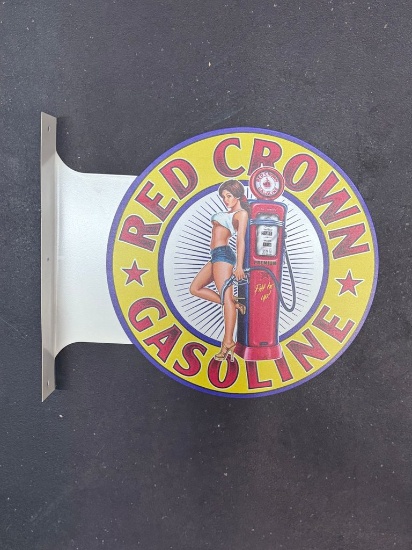 RED CROWN
Fill 'er up!
GASOLINE